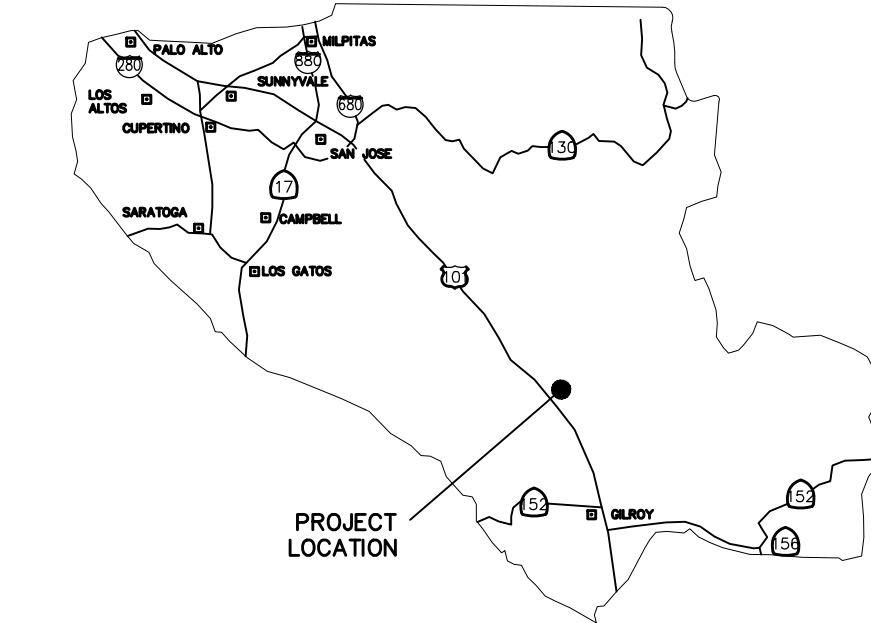 PALO ALTO
MILPITAS
280
880
SUNNYVALE
LOS
ALTOS
680
CUPERTINO
130
SAN JOSE
17
SARATOGA
CAMPBELL
LOS GATOS
101
152
152
GILROY
PROJECT
LOCATION
156